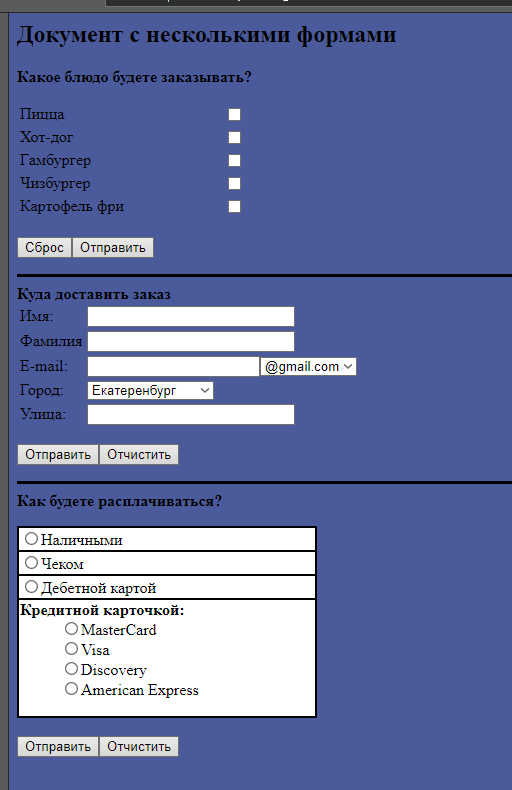 Документ с несколькими формами
Какое блюдо будете заказывать?
Пицца
Хот-дог
Гамбургер
Чизбургер
Картофель фри
Сброс Отправить
Куда доставить заказ
Имя:
Фамилия
E-mail: @gmail.com
Город: Екатеренбург
Улица:
Отправить Отчистить
Как будете расплачиваться?
Наличными
Чеком
Дебетной картой
Кредитной карточкой:
MasterCard
Visa
Discovery
American Express
Отправить Отчистить